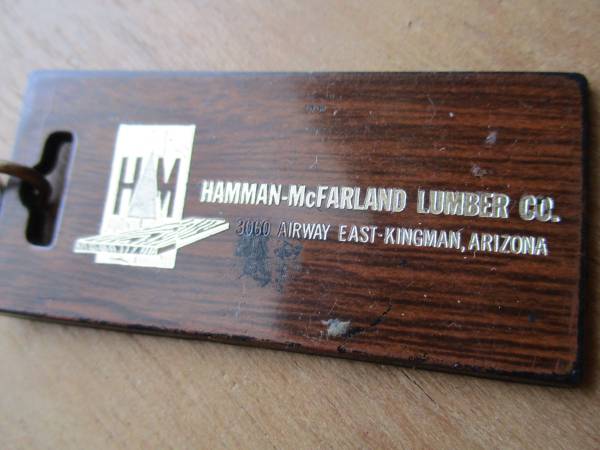 HM
HAMMAN-McFARLAND LUMBER CO.
3060 AIRWAY EAST-KINGMAN, ARIZONA